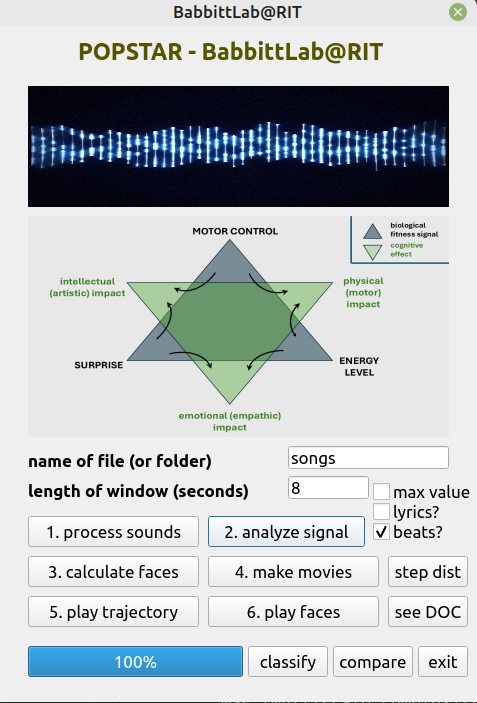 BabbittLab@RIT
POPSTAR - BabbittLab@RIT
MOTOR CONTROL
biological
fitness signal
cognitive
effect
intellectual
(artistic) impact
physical
(motor)
impact
SURPRISE
ENERGY
LEVEL
emotional (empathic)
impact
name of file (or folder)
songs
length of window (seconds)
8
max value
lyrics?
beats?
1. process sounds
2. analyze signal
3. calculate faces
4. make movies
step dist
5. play trajectory
6. play faces
see DOC
100%
classify
compare
exit